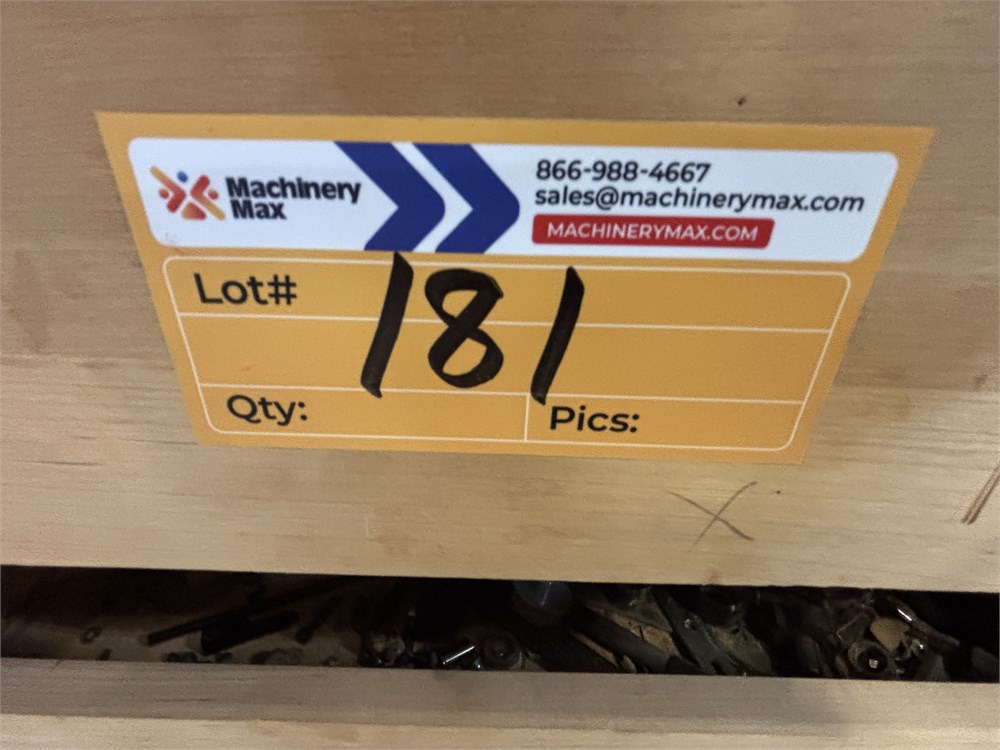 Machinery
Max
866-988-4667
sales@machinerymax.com
MACHINERYMAX.COM
Lot# 181
Qty:
Pics:
X